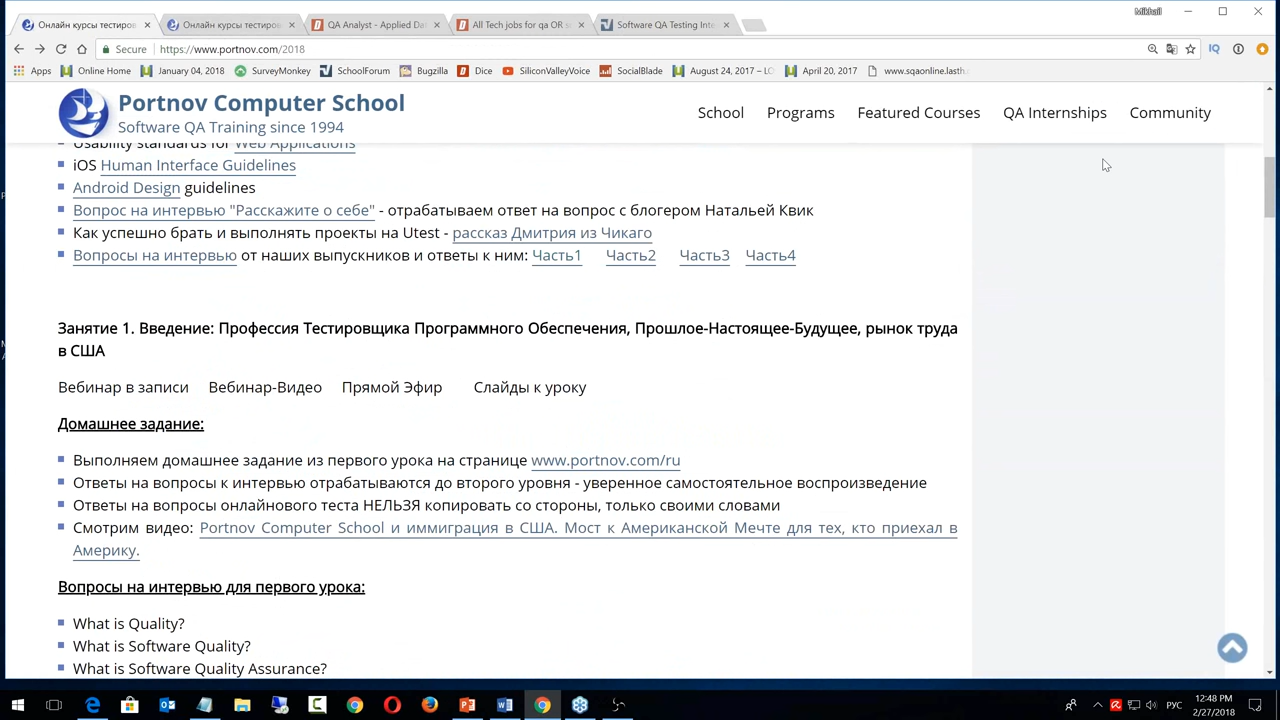 Mikhail
Онлайн курсы тестиров
Онлайн курсы тестиров
QA Analyst - Applied Da
All Tech jobs for qa OR s
Software QA Testing Inte
Secure
https://www.portnov.com/2018
Apps
Online Home
January 04, 2018
SurveyMonkey
SchoolForum
Bugzilla
Dice
SiliconValleyVoice
SocialBlade
August 24, 2017 – LO
April 20, 2017
www.sqaonline.lasth
Portnov Computer School
Software QA Training since 1994
School
Programs
Featured Courses
QA Internships
Community
Usability standards for Web Applications
iOS Human Interface Guidelines
Android Design guidelines
Вопрос на интервью "Расскажите о себе" - отрабатываем ответ на вопрос с блогером Натальей Квик
Как успешно брать и выполнять проекты на Utest - рассказ Дмитрия из Чикаго
Вопросы на интервью от наших выпускников и ответы к ним: Часть1 Часть2 Часть3 Часть4
Занятие 1. Введение: Профессия Тестировщика Программного Обеспечения, Прошлое-Настоящее-Будущее, рынок труда
в США
Вебинар в записи Вебинар-Видео Прямой Эфир Слайды к уроку
Домашнее задание:
Выполняем домашнее задание из первого урока на странице www.portnov.com/ru
Ответы на вопросы к интервью отрабатываются до второго уровня - уверенное самостоятельное воспроизведение
Ответы на вопросы онлайнового теста НЕЛЬЗЯ копировать со стороны, только своими словами
Смотрим видео: Portnov Computer School и иммиграция в США. Мост к Американской Мечте для тех, кто приехал в
Америку.
Вопросы на интервью для первого урока:
What is Quality?
What is Software Quality?
What is Software Quality Assurance?
РУС
12:48 PM
2/27/2018